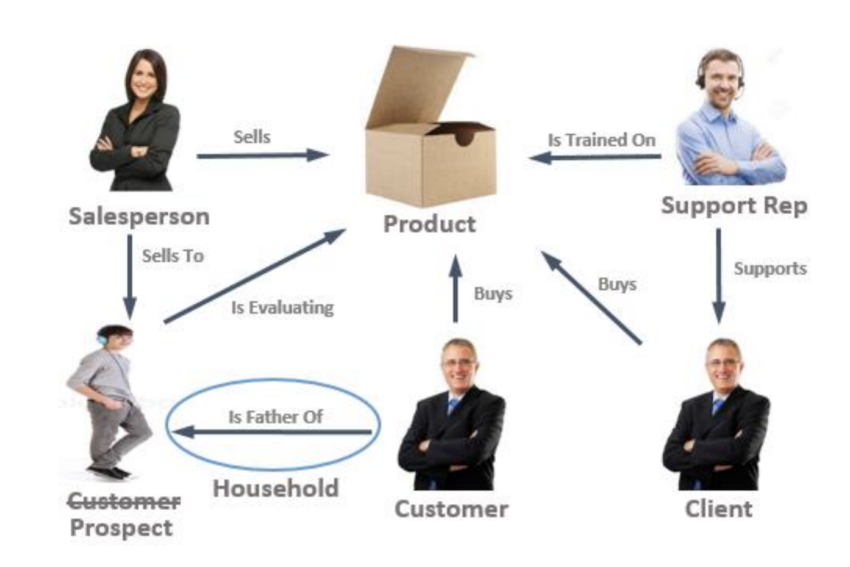 Sells
Is Trained On
Salesperson
Product
Support Rep
Sells To
Is Evaluating
Buys
Buys
Supports
Is Father Of
Household
Customer
Prospect
Customer
Client